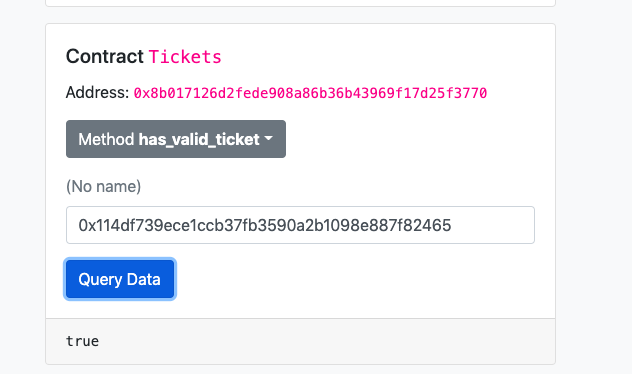 Contract Tickets
Address: 0x8b017126d2fede908a86b36b43969f17d25f3770
Method has_valid_ticket
(No name)
0x114df739ece1ccb37fb3590a2b1098e887f82465
Query Data
true